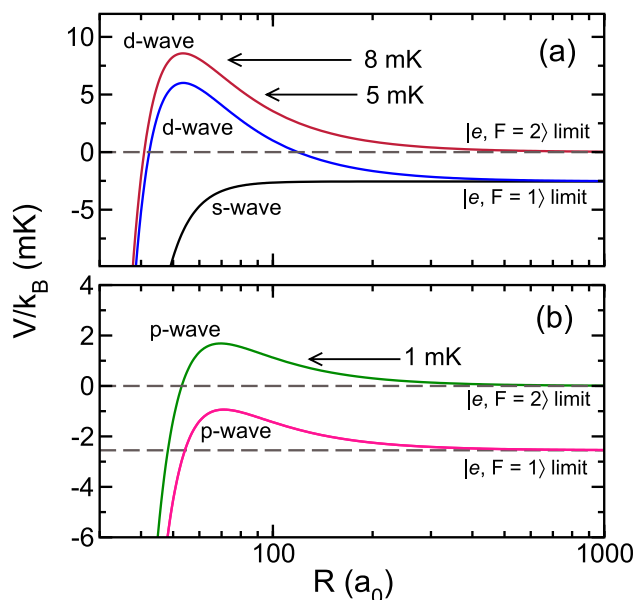 10
d-wave
(a)
8 mK
5
5 mK
d-wave
|e, F = 2⟩ limit
0
|e, F = 1⟩ limit
-5
s-wave
V/k_B (mK)
4
p-wave
(b)
2
1 mK
0
|e, F = 2⟩ limit
p-wave
-2
|e, F = 1⟩ limit
-4
-6
100
1000
R (a₀)